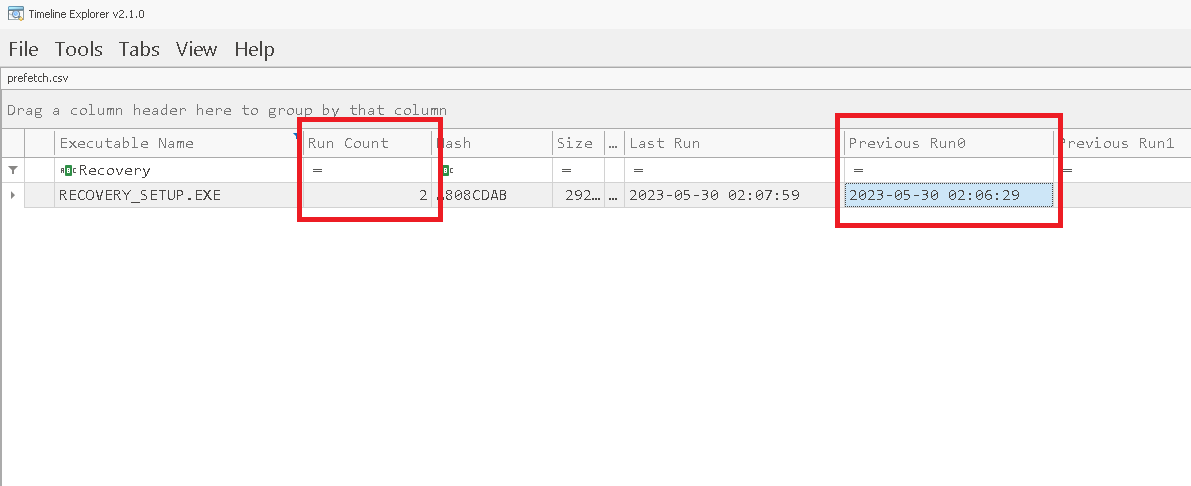 Timeline Explorer v2.1.0
File Tools Tabs View Help
prefetch.csv
Drag a column header here to group by that column
Executable Name Run Count Hash Size ... Last Run Previous Run0 Previous Run1
Recovery = = = = =
RECOVERY_SETUP.EXE 2 A808CDAB 292… … 2023-05-30 02:07:59 2023-05-30 02:06:29